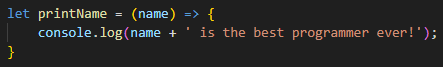 let printName = (name) => {
    console.log(name + ' is the best programmer ever!');
}